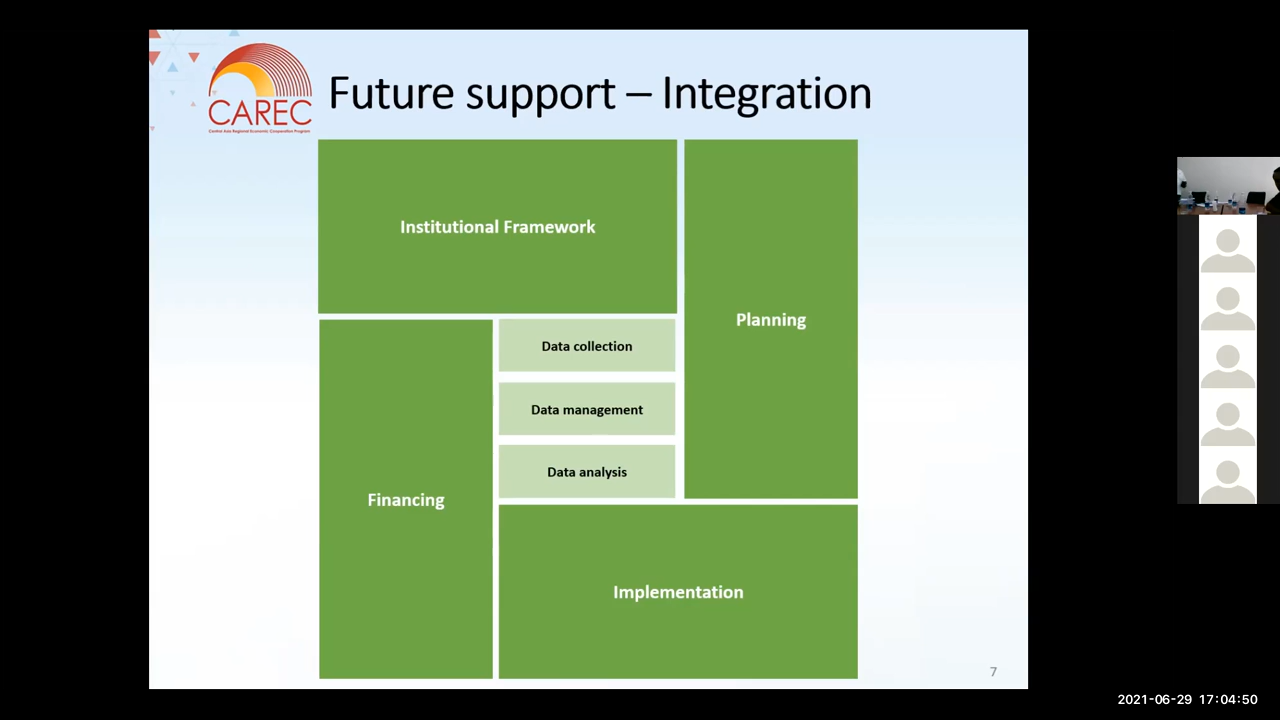 CAREC
Central Asia Regional Economic Cooperation Program
Future support – Integration
Institutional Framework
Planning
Data collection
Data management
Data analysis
Financing
Implementation
7
2021-06-29 17:04:50